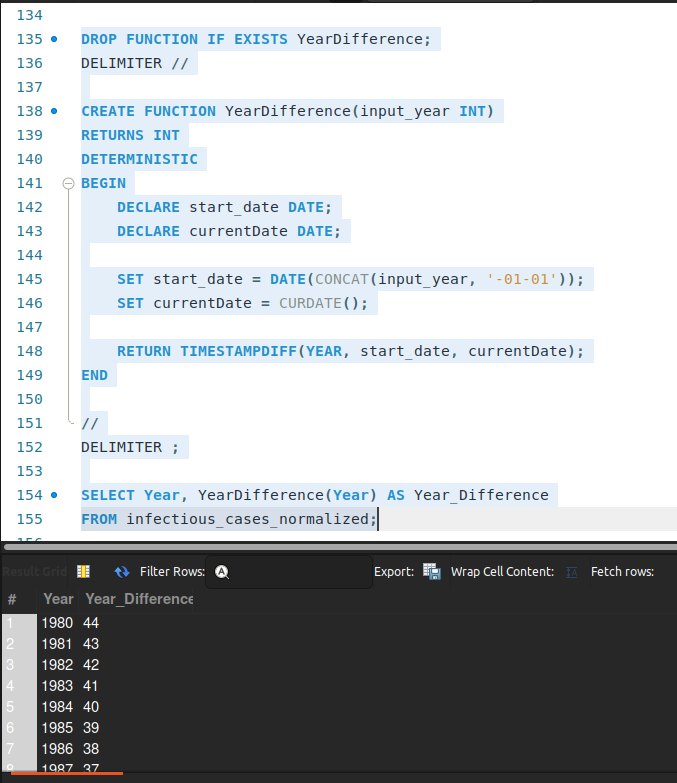 134
135 DROP FUNCTION IF EXISTS YearDifference;
136 DELIMITER //
137
138 CREATE FUNCTION YearDifference(input_year INT)
139 RETURNS INT
140 DETERMINISTIC
141 BEGIN
142 DECLARE start_date DATE;
143 DECLARE currentDate DATE;
144
145 SET start_date = DATE(CONCAT(input_year, '-01-01'));
146 SET currentDate = CURDATE();
147
148 RETURN TIMESTAMPDIFF(YEAR, start_date, currentDate);
149 END
150
151 //
152 DELIMITER ;
153
154 SELECT Year, YearDifference(Year) AS Year_Difference
155 FROM infectious_cases_normalized;
Result Grid Filter Rows: Export: Wrap Cell Content: Fetch rows:
# Year Year_Difference
1 1980 44
2 1981 43
3 1982 42
4 1983 41
5 1984 40
6 1985 39
7 1986 38
8 1987 37